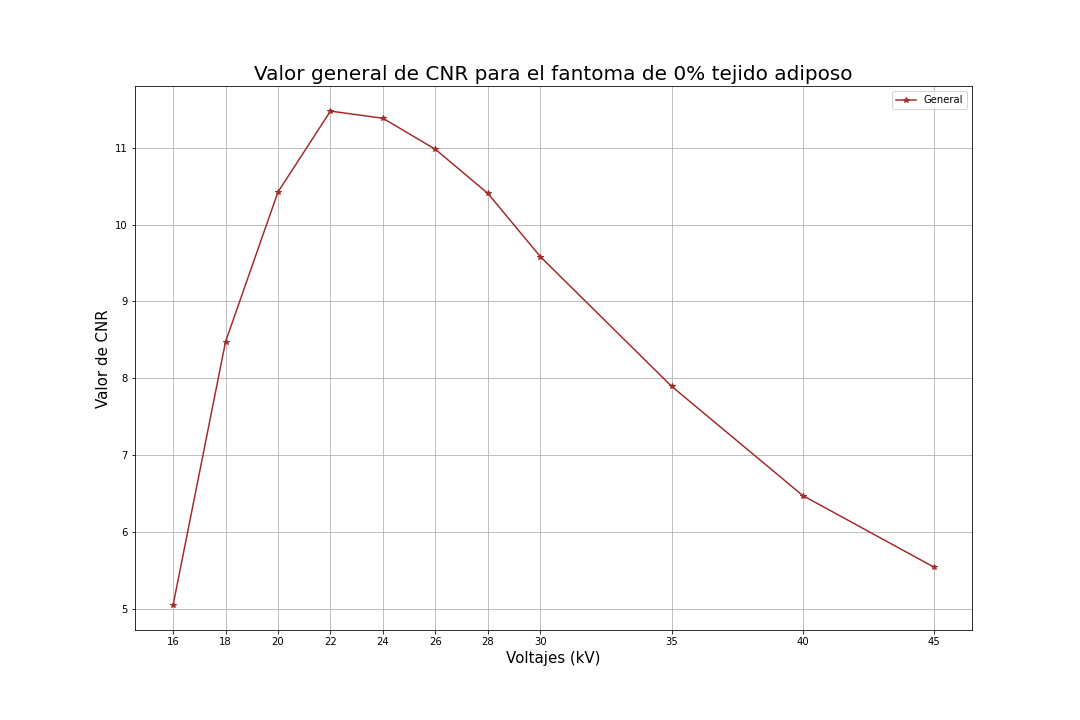 Valor general de CNR para el fantoma de 0% tejido adiposo
General
Valor de CNR
11
10
9
8
7
6
5
16 18 20 22 24 26 28 30 35 40 45
Voltajes (kV)